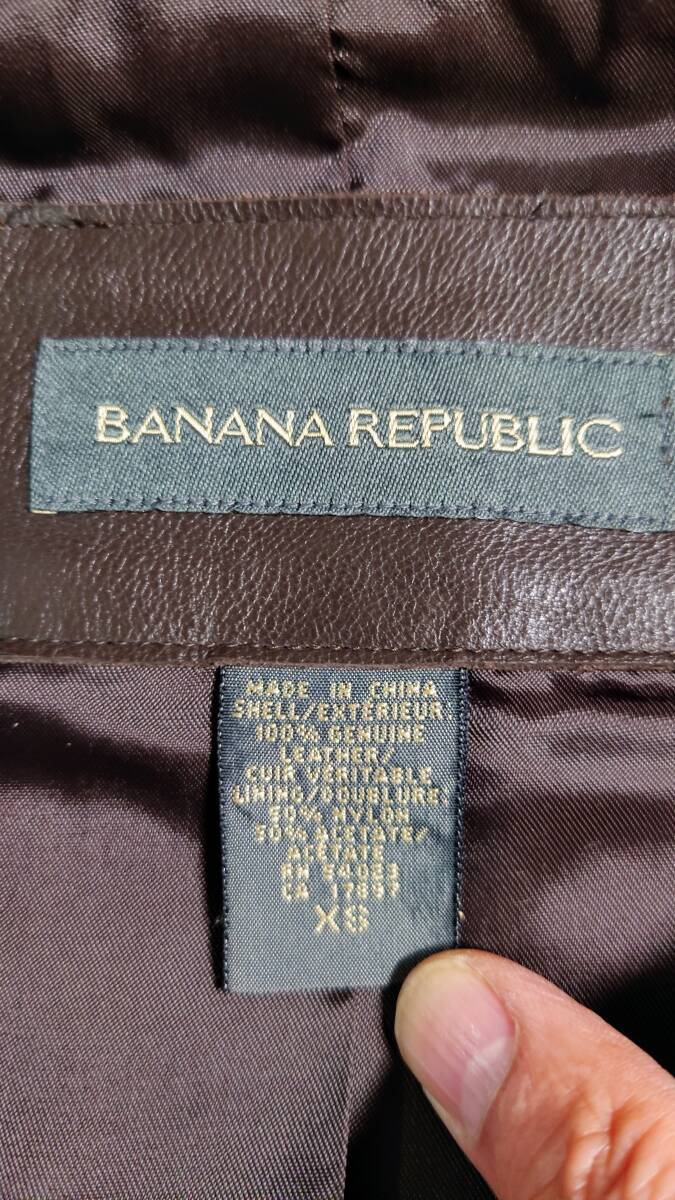 BANANA REPUBLIC
MADE IN CHINA
SHELL/EXTÉRIEUR
100% GENUINE
LEATHER/
CUIR VÉRITABLE
LINING/DOUBLURE
50% NYLON
50% ACETATE/
ACÉTATE
RN 54023
CA 17897
XS